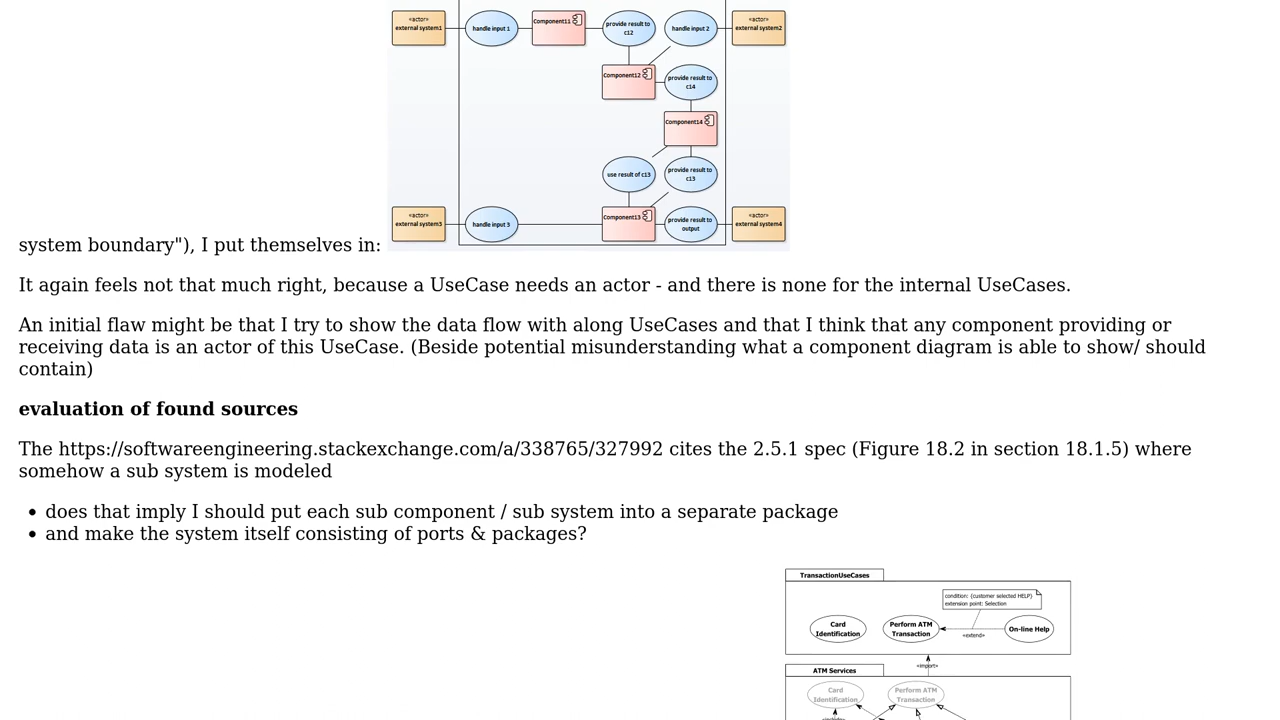 «actor»
external system1
handle input 1
Component11
provide result to
c12
handle input 2
«actor»
external system2
Component12
provide result to
c14
Component14
use result of c13
provide result to
c13
«actor»
external system3
handle input 3
Component13
provide result to
output
«actor»
external system4
system boundary"), I put themselves in:
It again feels not that much right, because a UseCase needs an actor - and there is none for the internal UseCases.
An initial flaw might be that I try to show the data flow with along UseCases and that I think that any component providing or
receiving data is an actor of this UseCase. (Beside potential misunderstanding what a component diagram is able to show/ should
contain)
evaluation of found sources
The https://softwareengineering.stackexchange.com/a/338765/327992 cites the 2.5.1 spec (Figure 18.2 in section 18.1.5) where
somehow a sub system is modeled
• does that imply I should put each sub component / sub system into a separate package
• and make the system itself consisting of ports & packages?
TransactionUseCases
condition: {customer selected HELP}
extension point: Selection
Card
Identification
Perform ATM
Transaction
On-line Help
«extend»
«import»
ATM Services
Card
Identification
Perform ATM
Transaction